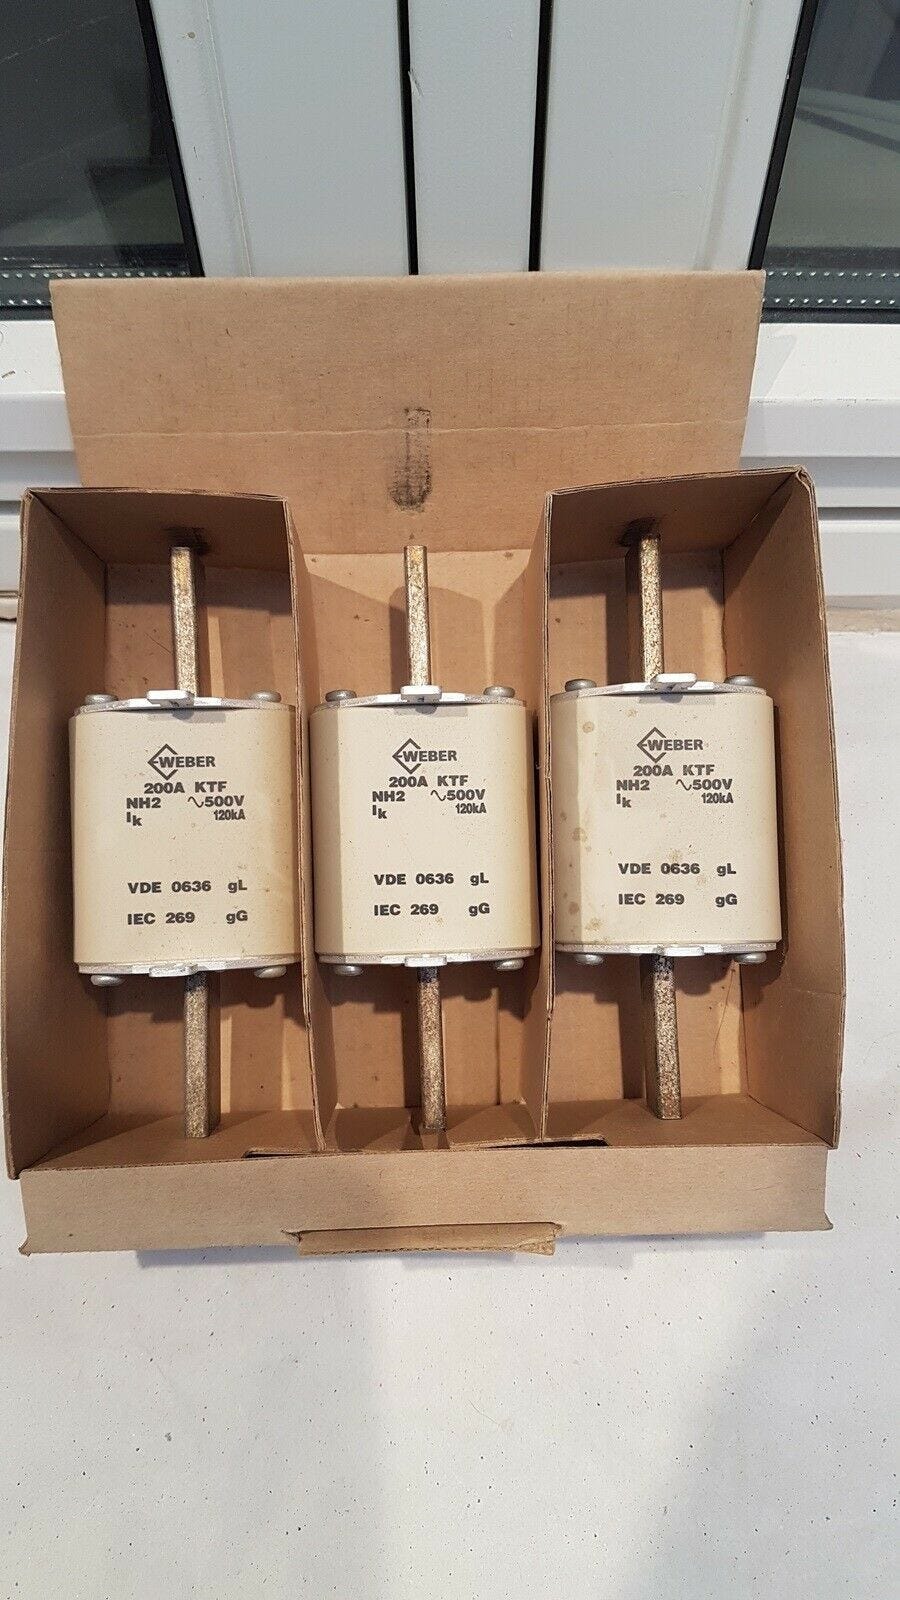 WEBER
200A KTF
NH2 ∿500V
Ik 120kA
VDE 0636 gL
IEC 269 gG
WEBER
200A KTF
NH2 ∿500V
Ik 120kA
VDE 0636 gL
IEC 269 gG
WEBER
200A KTF
NH2 ∿500V
Ik 120kA
VDE 0636 gL
IEC 269 gG